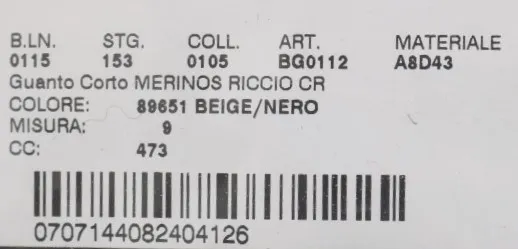 B.LN. STG. COLL. ART. MATERIALE
0115 153 0105 BG0112 A8D43
Guanto Corto MERINOS RICCIO CR
COLORE: 89651 BEIGE/NERO
MISURA: 9
CC: 473
0707144082404126